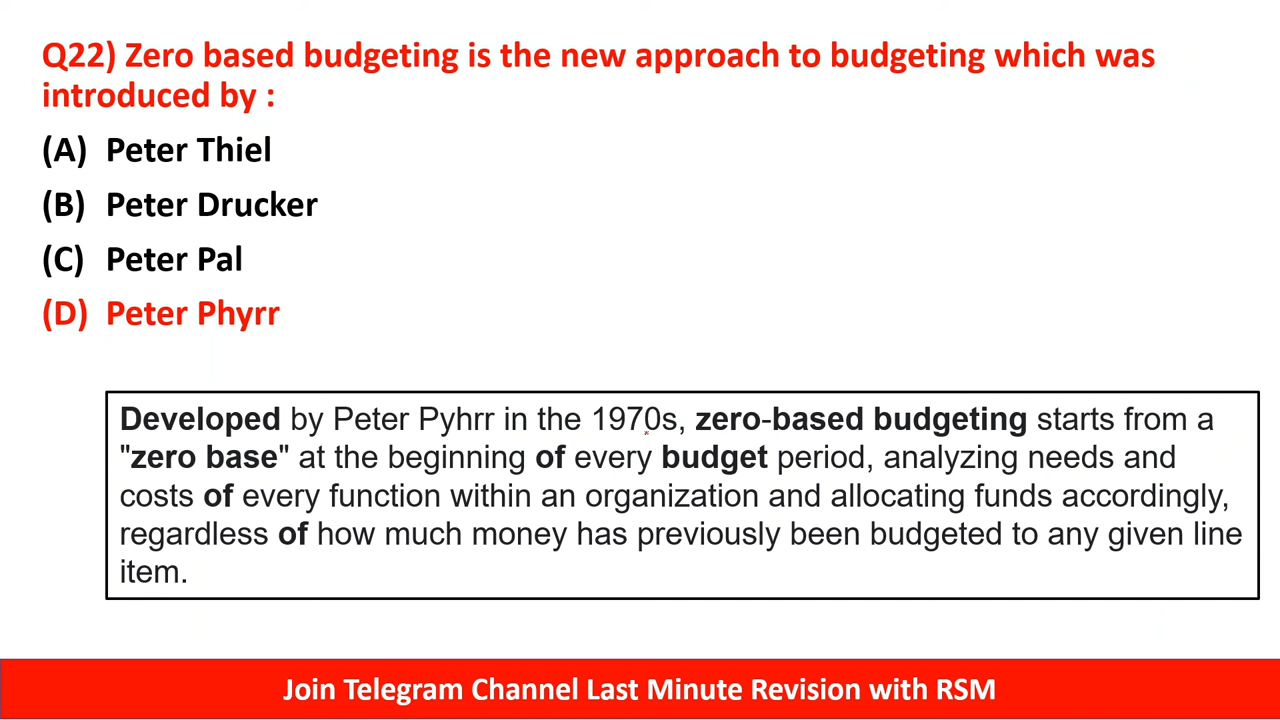 Q22) Zero based budgeting is the new approach to budgeting which was
introduced by :
(A) Peter Thiel
(B) Peter Drucker
(C) Peter Pal
(D) Peter Phyrr
Developed by Peter Pyhrr in the 1970s, zero-based budgeting starts from a
"zero base" at the beginning of every budget period, analyzing needs and
costs of every function within an organization and allocating funds accordingly,
regardless of how much money has previously been budgeted to any given line
item.
Join Telegram Channel Last Minute Revision with RSM